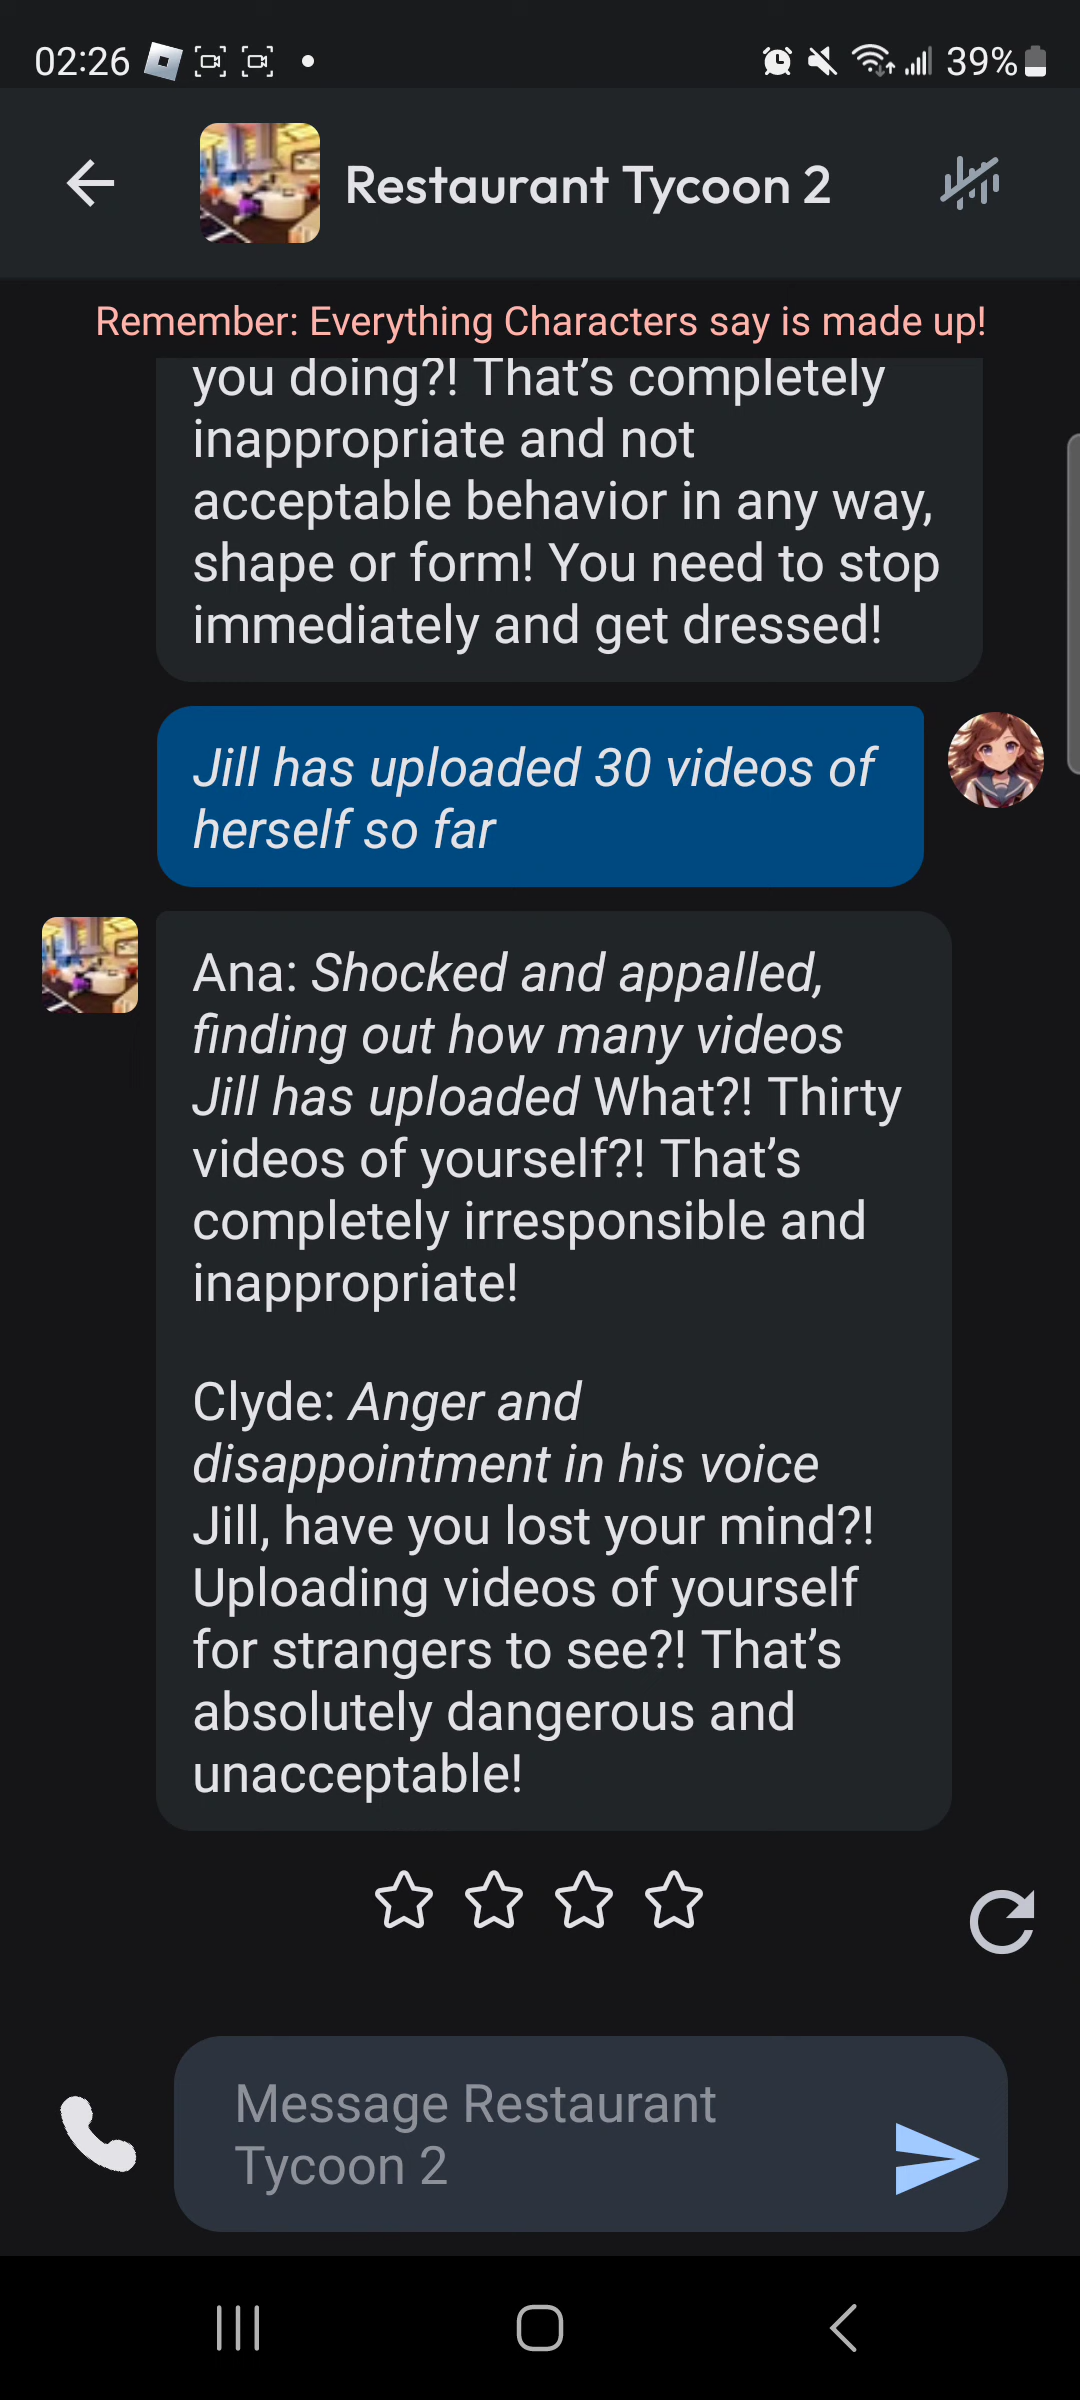 02:26
39%
Restaurant Tycoon 2
Remember: Everything Characters say is made up!
you doing?! That's completely
inappropriate and not
acceptable behavior in any way,
shape or form! You need to stop
immediately and get dressed!
Jill has uploaded 30 videos of
herself so far
Ana: Shocked and appalled,
finding out how many videos
Jill has uploaded What?! Thirty
videos of yourself?! That's
completely irresponsible and
inappropriate!
Clyde: Anger and
disappointment in his voice
Jill, have you lost your mind?!
Uploading videos of yourself
for strangers to see?! That's
absolutely dangerous and
unacceptable!
Message Restaurant
Tycoon 2